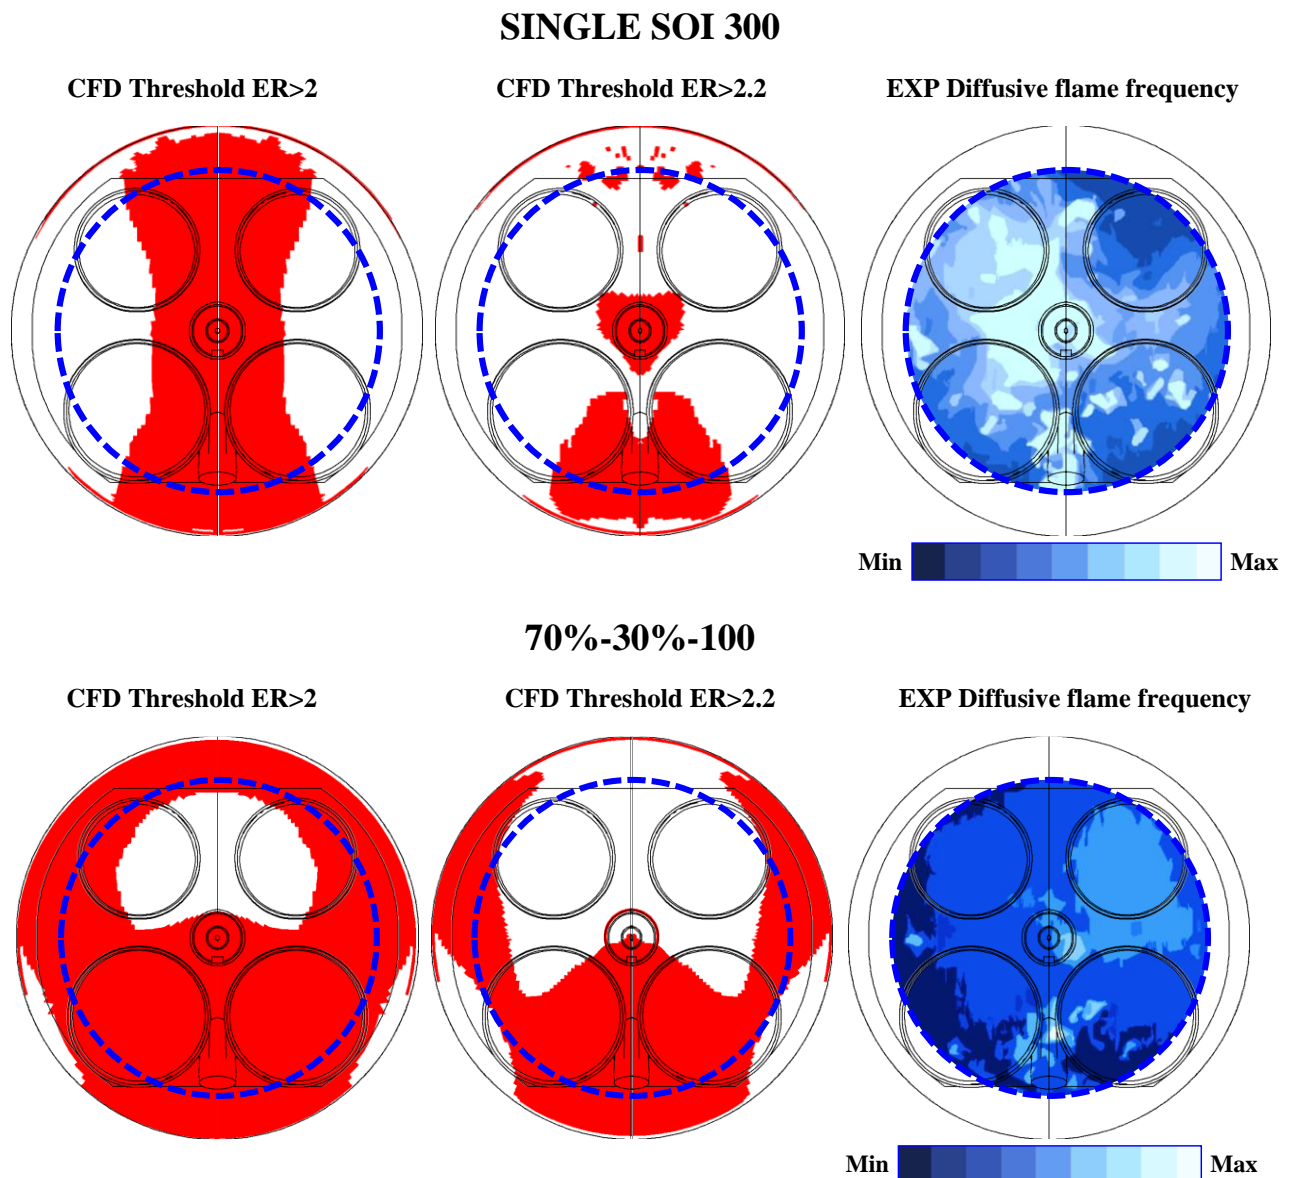 SINGLE SOI 300
CFD Threshold ER>2 CFD Threshold ER>2.2 EXP Diffusive flame frequency
Min Max
70%-30%-100
CFD Threshold ER>2 CFD Threshold ER>2.2 EXP Diffusive flame frequency
Min Max